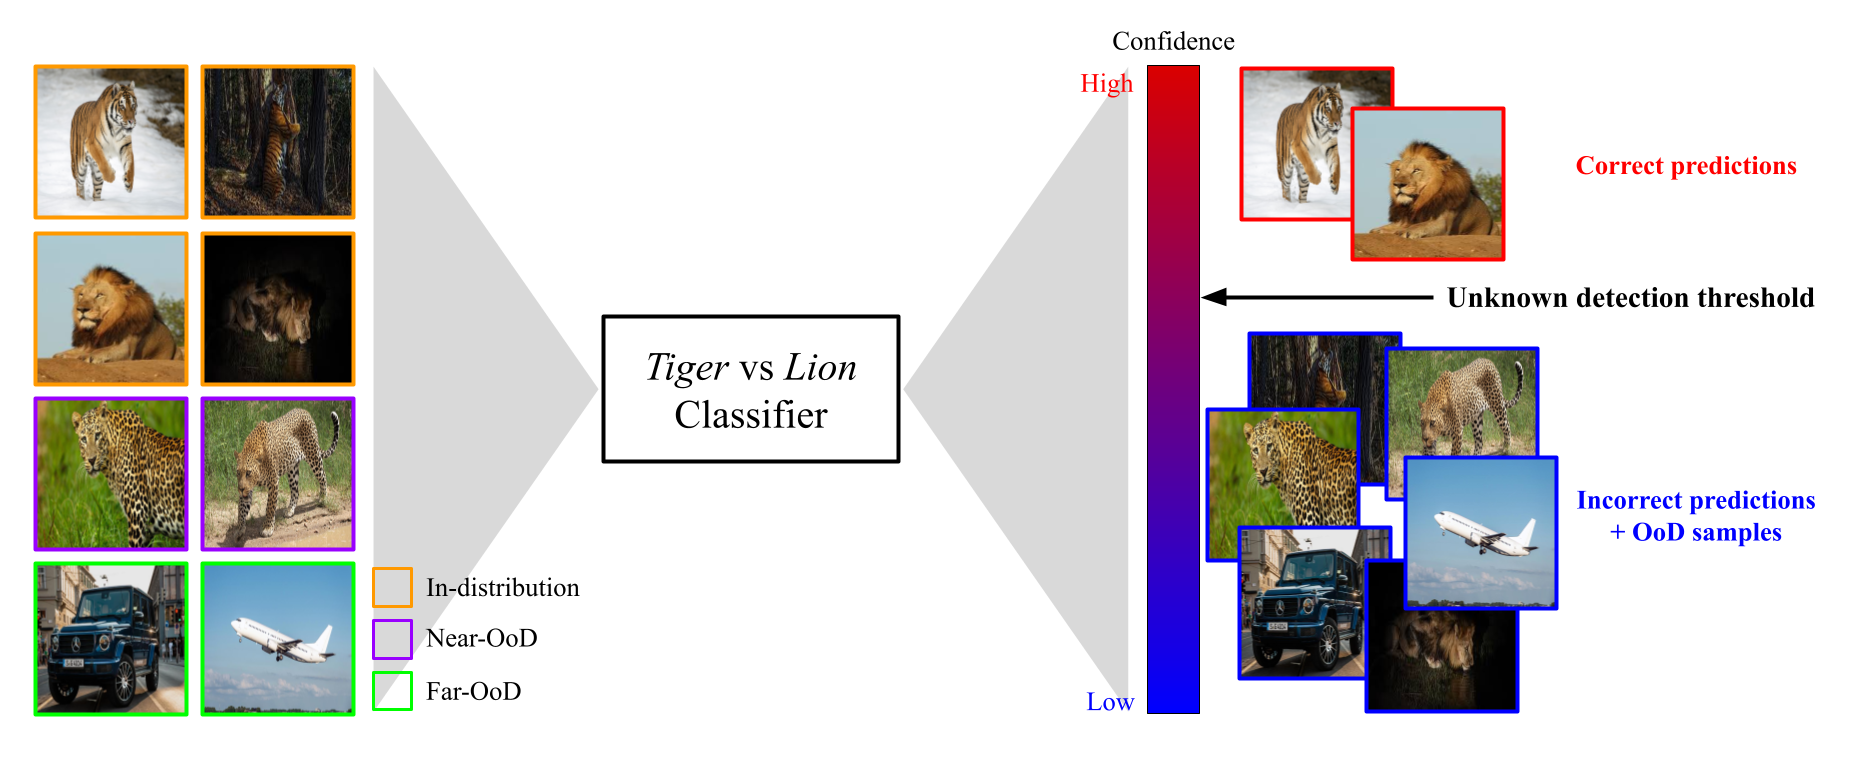 Confidence
High
Correct predictions
Unknown detection threshold
Tiger vs Lion
Classifier
Incorrect predictions
+ OoD samples
In-distribution
Near-OoD
Far-OoD
Low